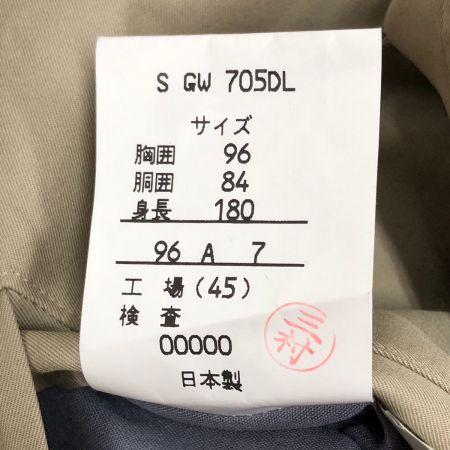 S GW 705DL
サイズ
胸囲 96
胴囲 84
身長 180
96 A 7
工 場(45)
検 査
00000
三村
日本製